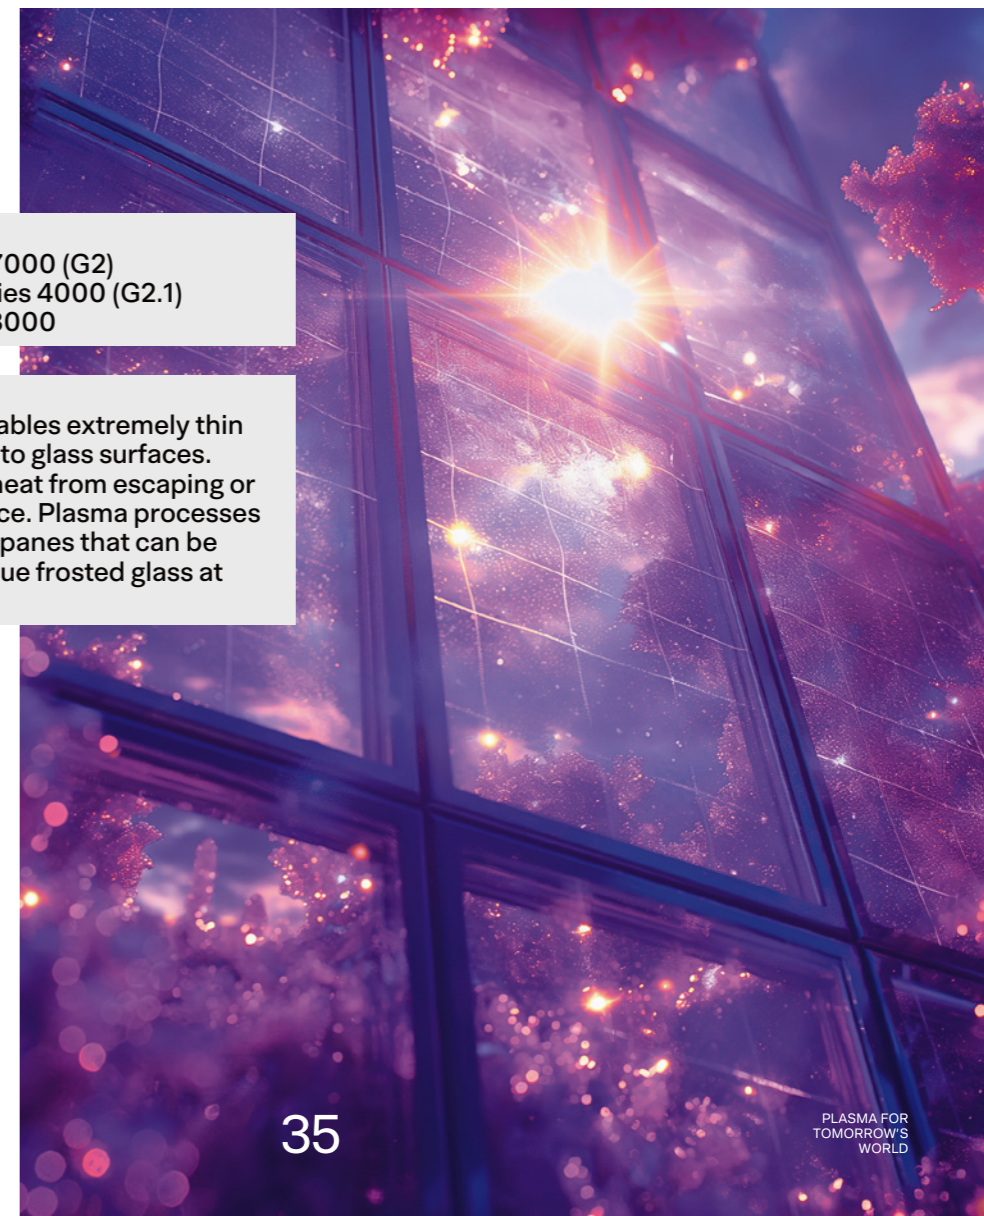 7000 (G2)
ies 4000 (G2.1)
3000
ables extremely thin
to glass surfaces.
heat from escaping or
ce. Plasma processes
panes that can be
ue frosted glass at
35
PLASMA FOR
TOMORROW'S
WORLD